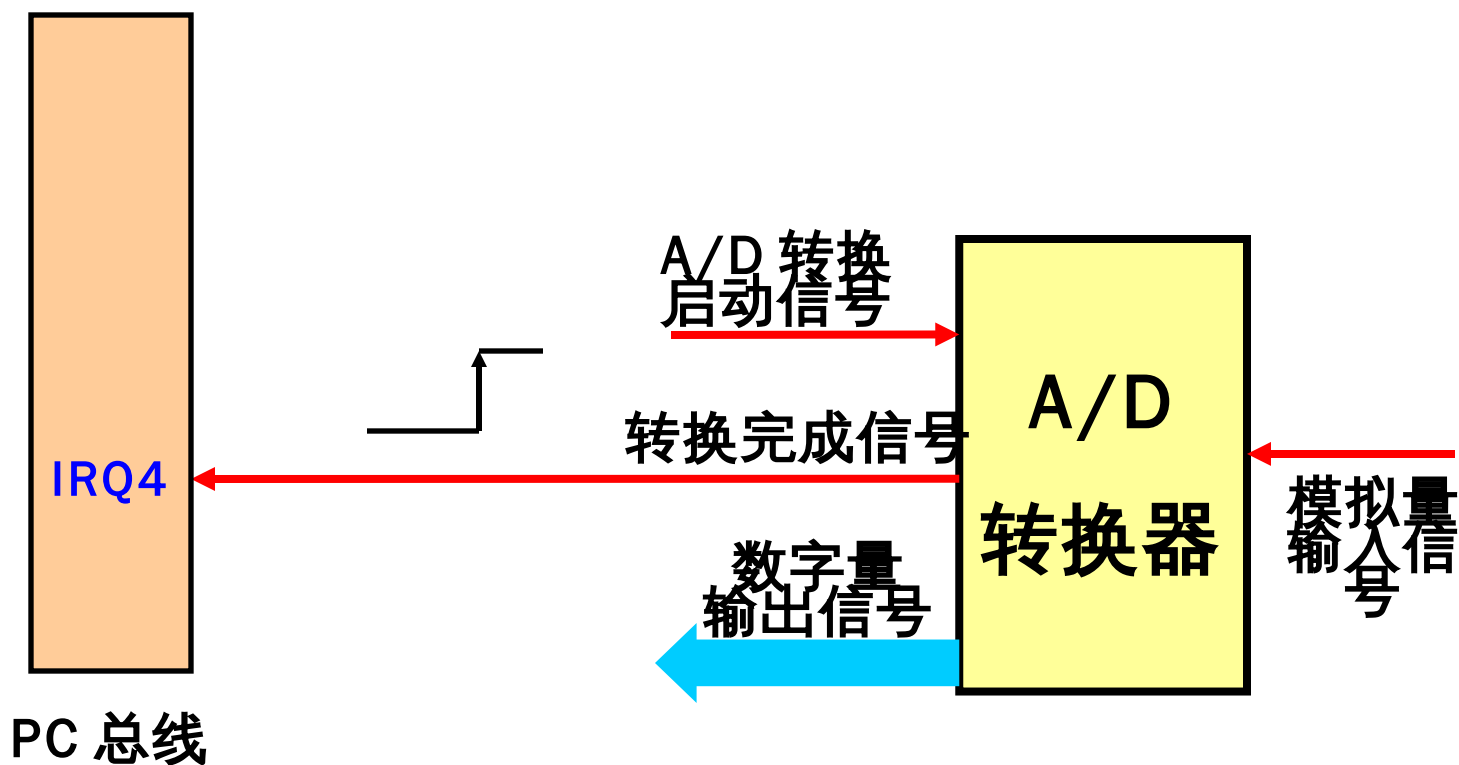 A/D 转换
启动信号
A/D
转换器
转换完成信号
IRQ4
模拟量
输入信
号
数字量
输出信号
PC 总线